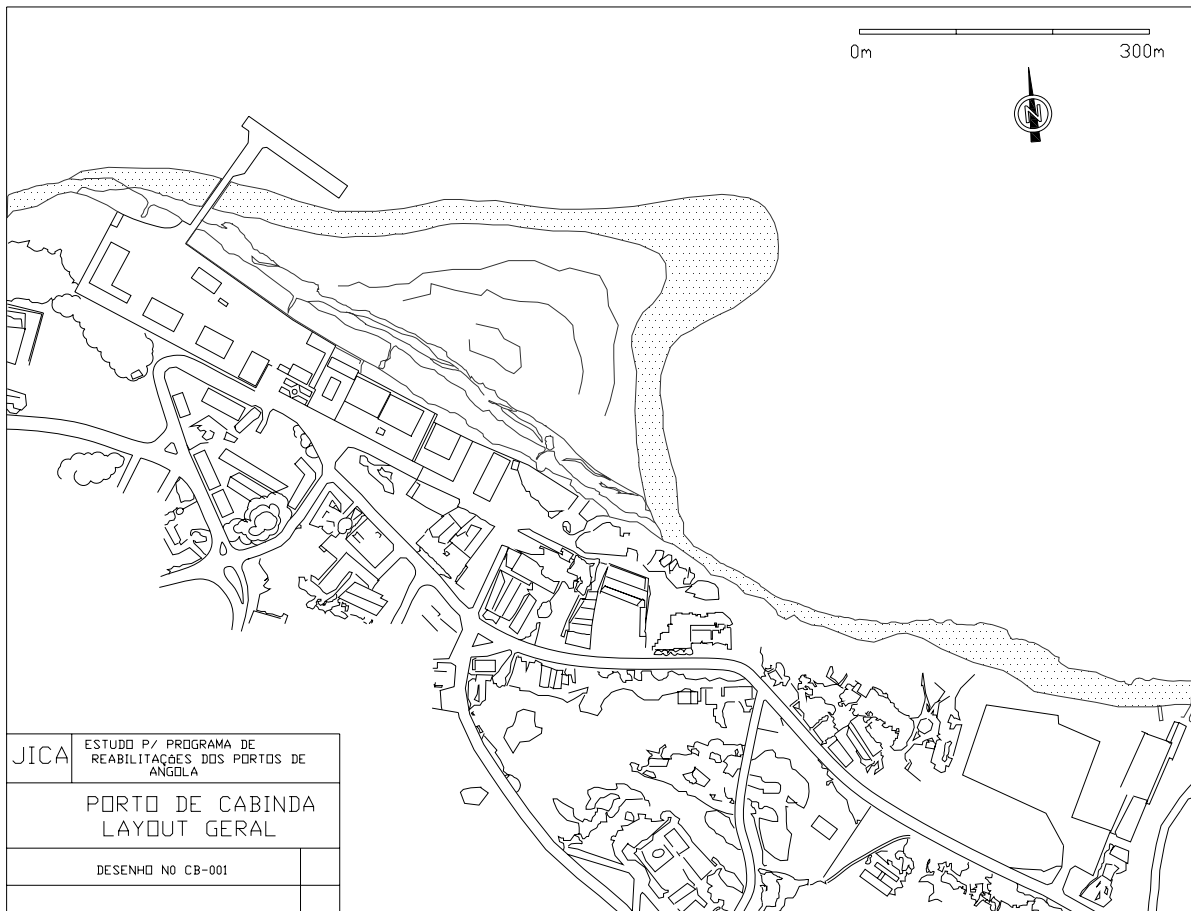 0m 300m
N
JICA
ESTUDO P/ PROGRAMA DE
REABILITAÇÕES DOS PORTOS DE
ANGOLA
PORTO DE CABINDA
LAYOUT GERAL
DESENHO NO CB-001